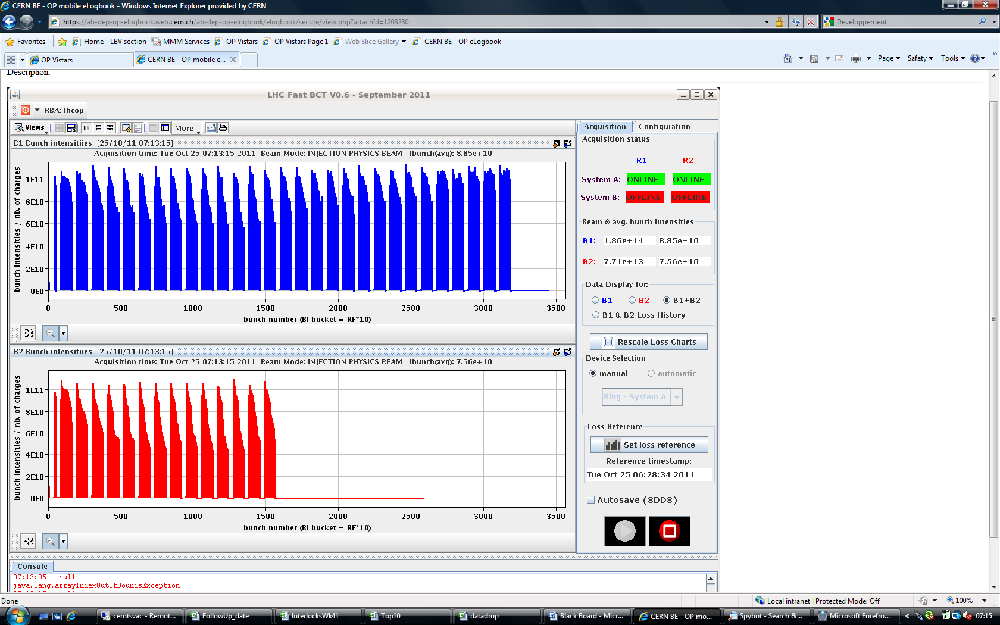 CERN BE - OP mobile eLogbook - Windows Internet Explorer provided by CERN
https://ab-dep-op-elogbook.web.cern.ch/ab-dep-op-elogbook/elogbook/secure/view.php?attachId=1208280
Developpement
Favorites Home - LBV section MMM Services OP Vistars OP Vistars Page 1 Web Slice Gallery CERN BE - OP eLogbook
OP Vistars CERN BE - OP mobile e... Page Safety Tools
Description:
LHC Fast BCT V0.6 - September 2011
RBA: lhcop
Views More
B1 Bunch intensitiies [25/10/11 07:13:15]
Acquisition time: Tue Oct 25 07:13:15 2011 Beam Mode: INJECTION PHYSICS BEAM Ibunch(avg): 8.85e+10
bunch intensities / nb. of charges
1E11
8E10
6E10
4E10
2E10
0E0
0 500 1000 1500 2000 2500 3000 3500
bunch number (BI bucket = RF*10)
B2 Bunch intensitiies [25/10/11 07:13:15]
Acquisition time: Tue Oct 25 07:13:15 2011 Beam Mode: INJECTION PHYSICS BEAM Ibunch(avg): 7.56e+10
bunch intensities / nb. of charges
1E11
8E10
6E10
4E10
2E10
0E0
0 500 1000 1500 2000 2500 3000 3500
bunch number (BI bucket = RF*10)
Acquisition Configuration
Acquisition status
R1 R2
System A: ONLINE ONLINE
System B: OFFLINE OFFLINE
Beam & avg. bunch intensities
B1: 1.86e+14 8.85e+10
B2: 7.71e+13 7.56e+10
Data Display for:
B1 B2 B1+B2
B1 & B2 Loss History
Rescale Loss Charts
Device Selection
manual automatic
Ring - System A
Loss Reference
Set loss reference
Reference timestamp:
Tue Oct 25 06:28:34 2011
Autosave (SDDS)
Console
07:13:05 - null
java.lang.ArrayIndexOutOfBoundsException
Done Local intranet | Protected Mode: Off 100%
cerntsvac - Remot... FollowUp_date InterlocksWk41 Top10 datadrop Black Board - Micr... CERN BE - OP mo... Spybot - Search &... Microsoft Forefro... 07:15